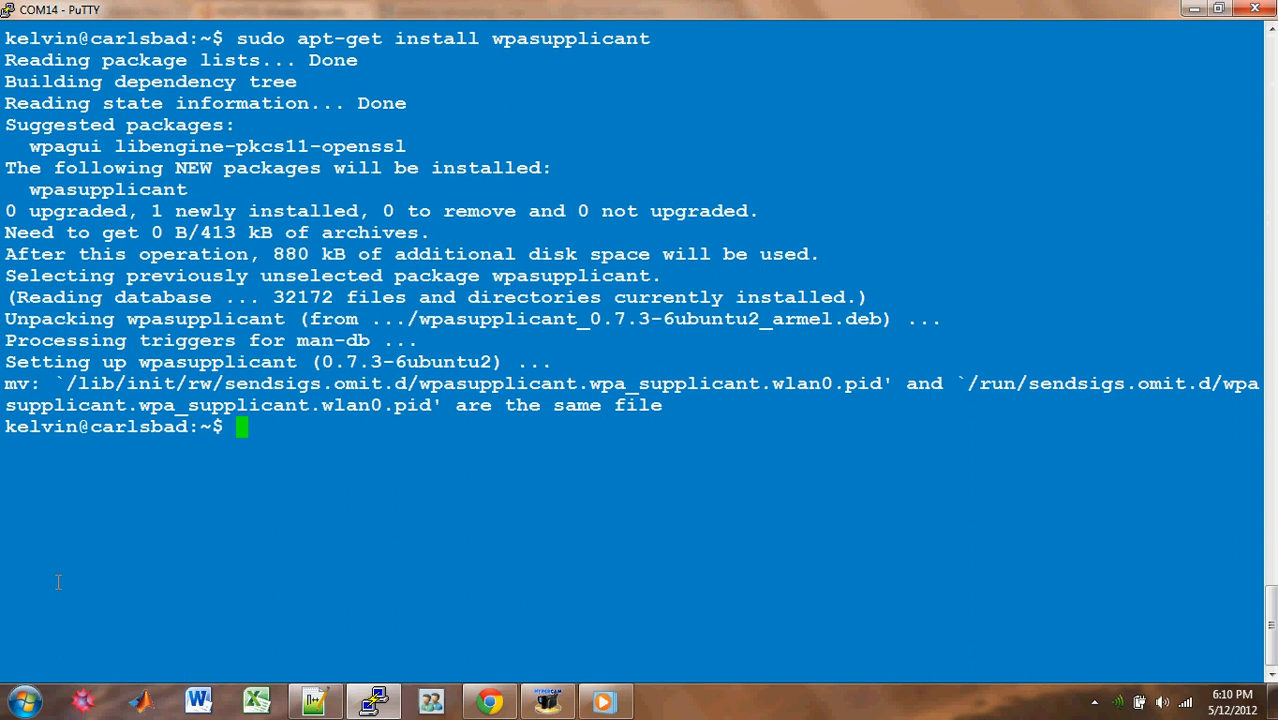 COM14 - PuTTY
kelvin@carlsbad:~$ sudo apt-get install wpasupplicant
Reading package lists... Done
Building dependency tree
Reading state information... Done
Suggested packages:
  wpagui libengine-pkcs11-openssl
The following NEW packages will be installed:
  wpasupplicant
0 upgraded, 1 newly installed, 0 to remove and 0 not upgraded.
Need to get 0 B/413 kB of archives.
After this operation, 880 kB of additional disk space will be used.
Selecting previously unselected package wpasupplicant.
(Reading database ... 32172 files and directories currently installed.)
Unpacking wpasupplicant (from .../wpasupplicant_0.7.3-6ubuntu2_armel.deb) ...
Processing triggers for man-db ...
Setting up wpasupplicant (0.7.3-6ubuntu2) ...
mv: `/lib/init/rw/sendsigs.omit.d/wpasupplicant.wpa_supplicant.wlan0.pid' and `/run/sendsigs.omit.d/wpa
supplicant.wpa_supplicant.wlan0.pid' are the same file
kelvin@carlsbad:~$
HYPERCAM
6:10 PM
5/12/2012